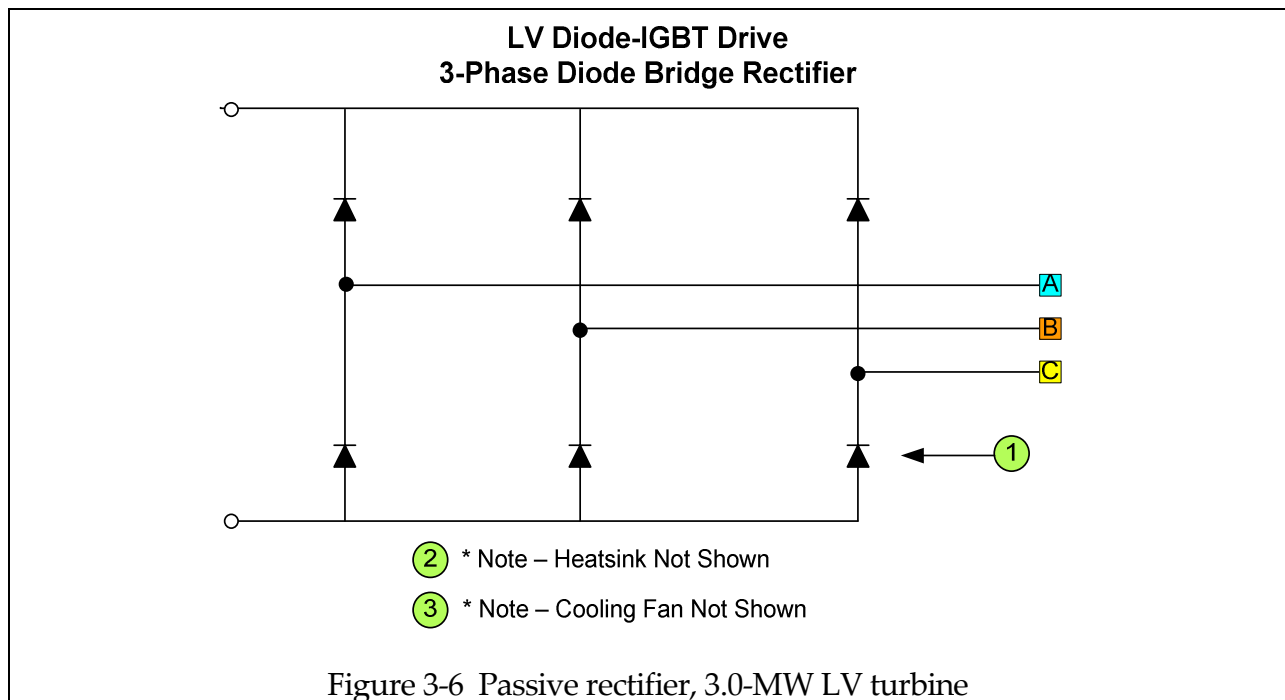 LV Diode-IGBT Drive
3-Phase Diode Bridge Rectifier
A
B
C
1
2 * Note – Heatsink Not Shown
3 * Note – Cooling Fan Not Shown
Figure 3-6 Passive rectifier, 3.0-MW LV turbine